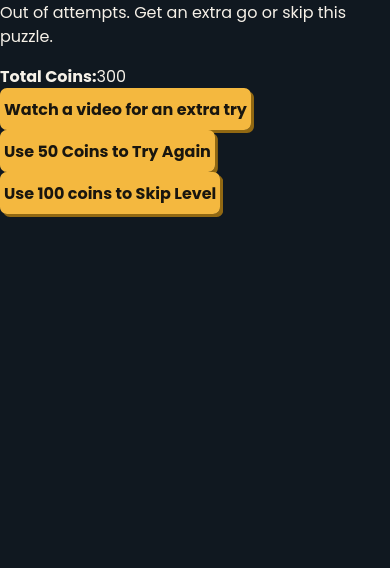 Out of attempts. Get an extra go or skip this
puzzle.
Total Coins:300
Watch a video for an extra try
Use 50 Coins to Try Again
Use 100 coins to Skip Level